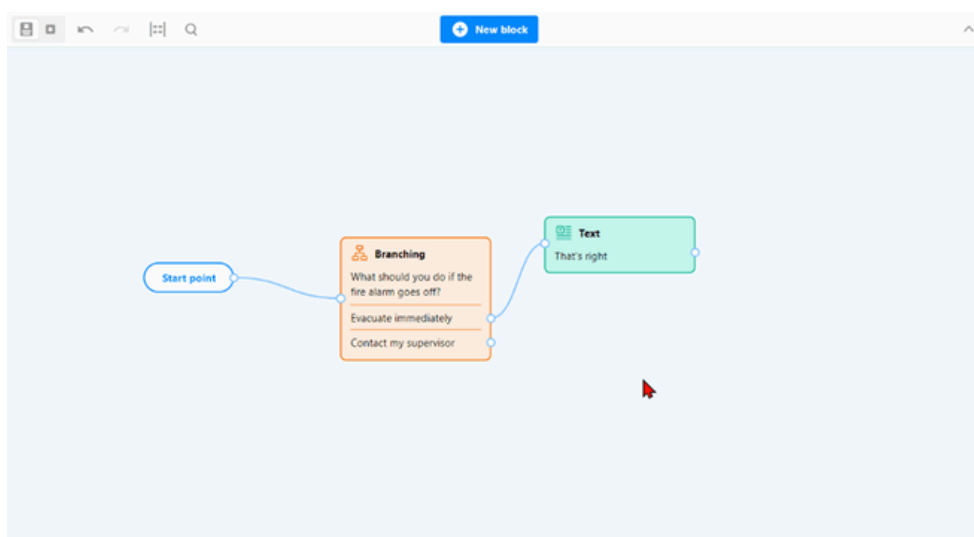 New block
Start point
Branching
What should you do if the
fire alarm goes off?
Evacuate immediately
Contact my supervisor
Text
That's right